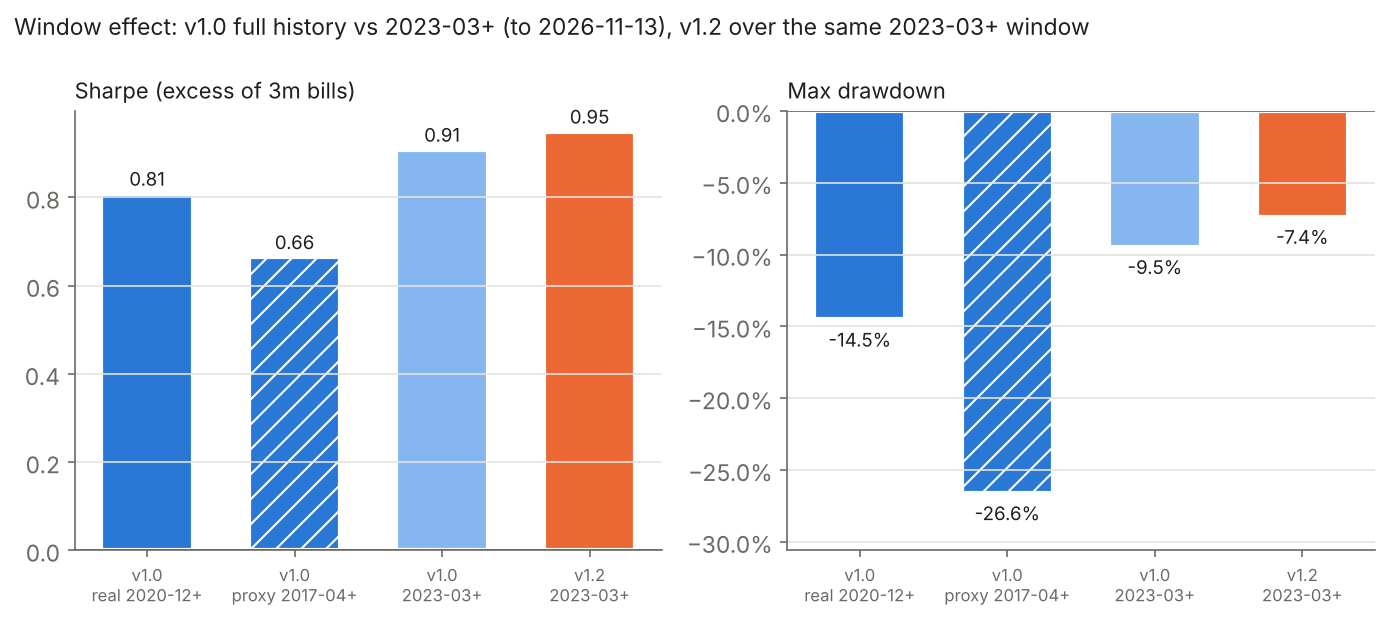 Window effect: v1.0 full history vs 2023-03+ (to 2026-11-13), v1.2 over the same 2023-03+ window
Sharpe (excess of 3m bills)
0.8
0.6
0.4
0.2
0.0
0.81
0.66
0.91
0.95
v1.0
real 2020-12+
v1.0
proxy 2017-04+
v1.0
2023-03+
v1.2
2023-03+
Max drawdown
0.0%
−5.0%
−10.0%
−15.0%
−20.0%
−25.0%
−30.0%
-14.5%
-26.6%
-9.5%
-7.4%
v1.0
real 2020-12+
v1.0
proxy 2017-04+
v1.0
2023-03+
v1.2
2023-03+